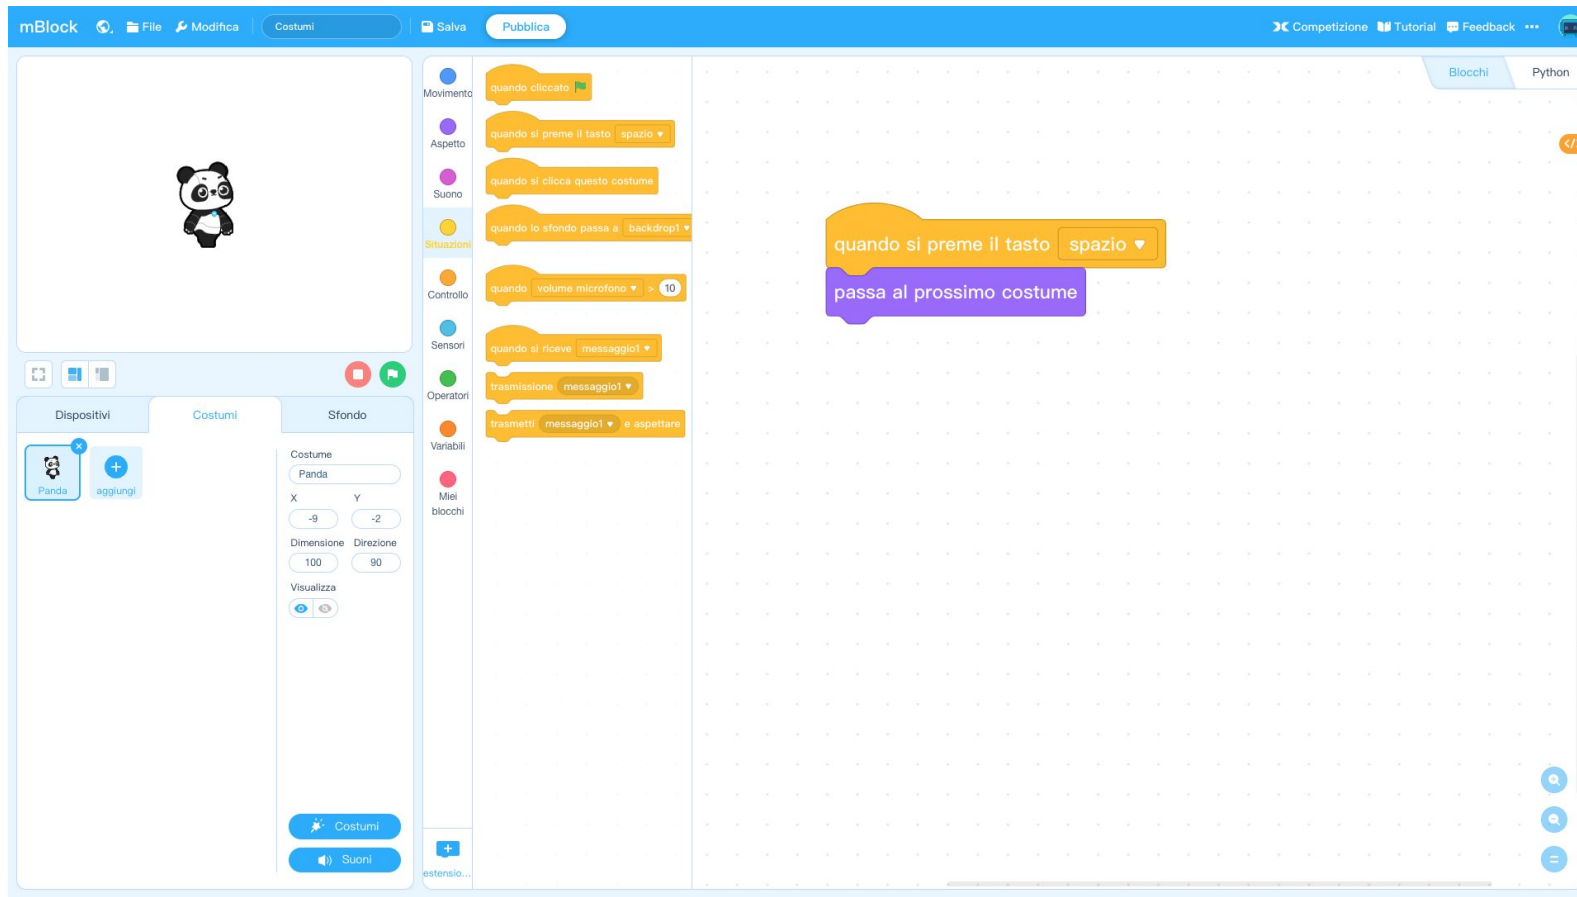 mBlock File Modifica Costumi Salva Pubblica Competizione Tutorial Feedback
Blocchi Python
Movimento
Aspetto
Suono
Situazioni
Controllo
Sensori
Operatori
Variabili
Miei
blocchi
estensio...
quando cliccato
quando si preme il tasto spazio
quando si clicca questo costume
quando lo sfondo passa a backdrop1
quando volume microfono > 10
quando si riceve messaggio1
trasmissione messaggio1
trasmetti messaggio1 e aspettare
quando si preme il tasto spazio
passa al prossimo costume
Dispositivi Costumi Sfondo
Panda
aggiungi
Costume
Panda
X Y
-9 -2
Dimensione Direzione
100 90
Visualizza
Costumi
Suoni